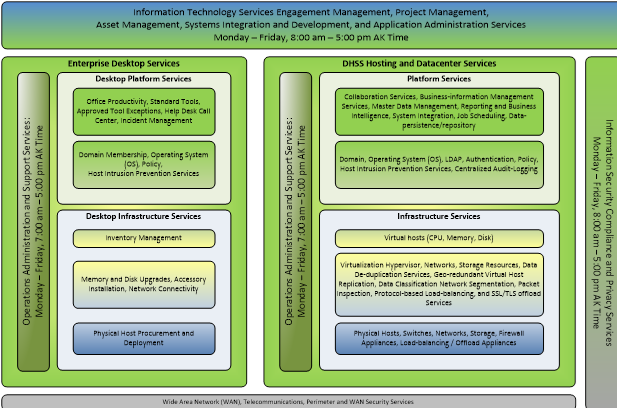 Information Technology Services Engagement Management, Project Management,
Asset Management, Systems Integration and Development, and Application Administration Services
Monday – Friday, 8:00 am – 5:00 pm AK Time
Enterprise Desktop Services
Operations Administration and Support Services:
Monday – Friday, 7:00 am – 5:00 pm AK Time
Desktop Platform Services
Office Productivity, Standard Tools,
Approved Tool Exceptions, Help Desk Call
Center, Incident Management
Domain Membership, Operating System
(OS), Policy,
Host Intrusion Prevention Services
Desktop Infrastructure Services
Inventory Management
Memory and Disk Upgrades, Accessory
Installation, Network Connectivity
Physical Host Procurement and
Deployment
DHSS Hosting and Datacenter Services
Operations Administration and Support Services:
Monday – Friday, 7:00 am – 5:00 pm AK Time
Platform Services
Collaboration Services, Business-information Management
Services, Master Data Management, Reporting and Business
Intelligence, System Integration, Job Scheduling, Data-
persistence/repository
Domain, Operating System (OS), LDAP, Authentication, Policy,
Host Intrusion Prevention Services, Centralized Audit-Logging
Infrastructure Services
Virtual hosts (CPU, Memory, Disk)
Virtualization Hypervisor, Networks, Storage Resources, Data
De-duplication Services, Geo-redundant Virtual Host
Replication, Data Classification Network Segmentation, Packet
Inspection, Protocol-based Load-balancing, and SSL/TLS offload
Services
Physical Hosts, Switches, Networks, Storage, Firewall
Appliances, Load-balancing / Offload Appliances
Information Security Compliance and Privacy Services
Monday – Friday, 8:00 am – 5:00 pm AK Time
Wide Area Network (WAN), Telecommunications, Perimeter and WAN Security Services